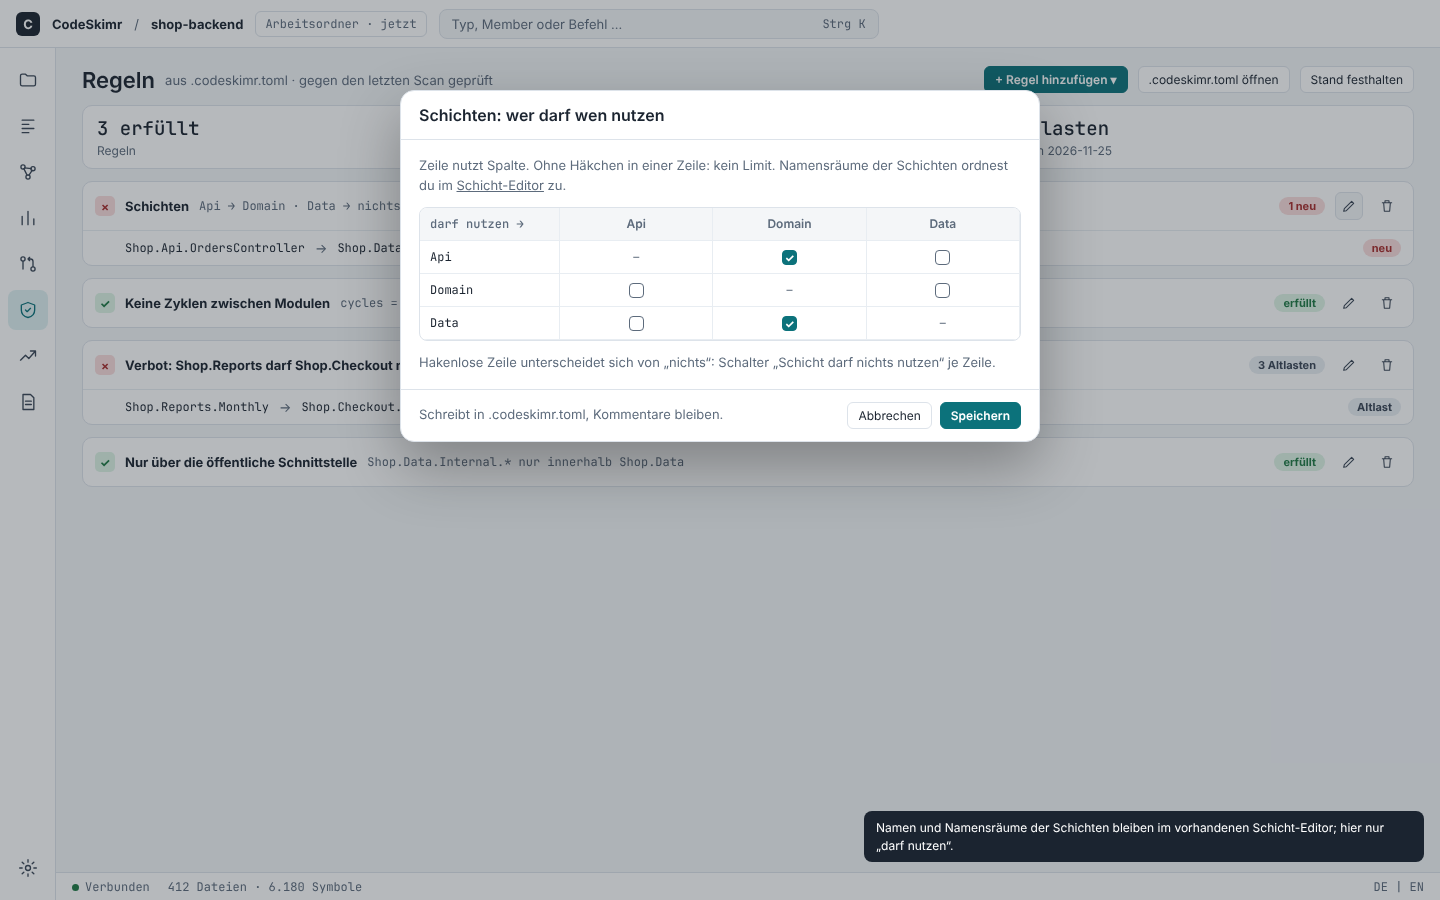 C CodeSkimr / shop-backend Arbeitsordner · jetzt Typ, Member oder Befehl ... Strg K
Regeln aus .codeskimr.toml · gegen den letzten Scan geprüft + Regel hinzufügen ▾ .codeskimr.toml öffnen Stand festhalten
3 erfüllt lasten
Regeln 2026-11-25
Schichten: wer darf wen nutzen
Zeile nutzt Spalte. Ohne Häkchen in einer Zeile: kein Limit. Namensräume der Schichten ordnest
du im Schicht-Editor zu.
Schichten Api → Domain · Data → nichts 1 neu
Shop.Api.OrdersController → Shop.Data neu
Keine Zyklen zwischen Modulen cycles = erfüllt
Verbot: Shop.Reports darf Shop.Checkout 3 Altlasten
Shop.Reports.Monthly → Shop.Checkout. Altlast
darf nutzen → Api Domain Data
Api –
Domain –
Data –
Hakenlose Zeile unterscheidet sich von „nichts“: Schalter „Schicht darf nichts nutzen“ je Zeile.
Schreibt in .codeskimr.toml, Kommentare bleiben. Abbrechen Speichern
Nur über die öffentliche Schnittstelle Shop.Data.Internal.* nur innerhalb Shop.Data erfüllt
Namen und Namensräume der Schichten bleiben im vorhandenen Schicht-Editor; hier nur
„darf nutzen“.
Verbunden 412 Dateien · 6.180 Symbole DE | EN